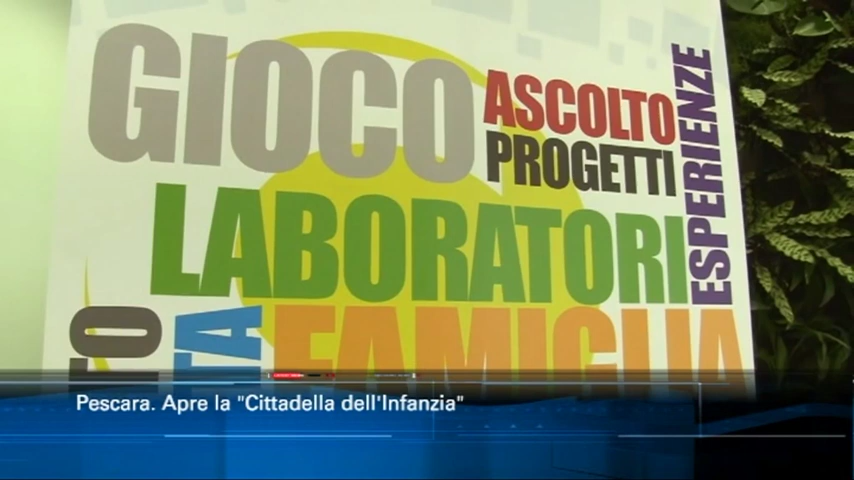 GIOCO
ASCOLTO
PROGETTI
ESPERIENZE
LABORATORI
FAMIGLIA
Pescara. Apre la "Cittadella dell'Infanzia"